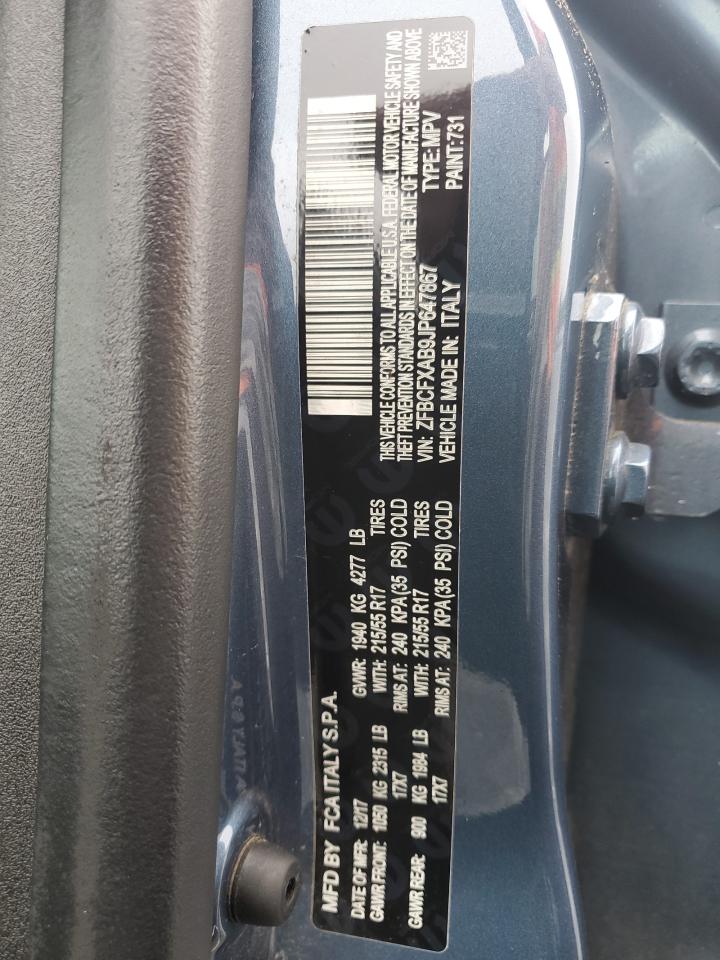 MFD BY FCA ITALY S.P.A.
DATE OF MFR: 12/17 GVWR: 1940 KG 4277 LB
GAWR FRONT: 1050 KG 2315 LB WITH: 215/55 R17 TIRES
17X7 RIMS AT: 240 KPA(35 PSI) COLD
GAWR REAR: 900 KG 1984 LB WITH: 215/55 R17 TIRES
17X7 RIMS AT: 240 KPA(35 PSI) COLD
THIS VEHICLE CONFORMS TO ALL APPLICABLE U.S.A. FEDERAL MOTOR VEHICLE SAFETY AND
THEFT PREVENTION STANDARDS IN EFFECT ON THE DATE OF MANUFACTURE SHOWN ABOVE
VIN: ZFBCFXAB9JP647867 TYPE: MPV
VEHICLE MADE IN: ITALY PAINT: 731